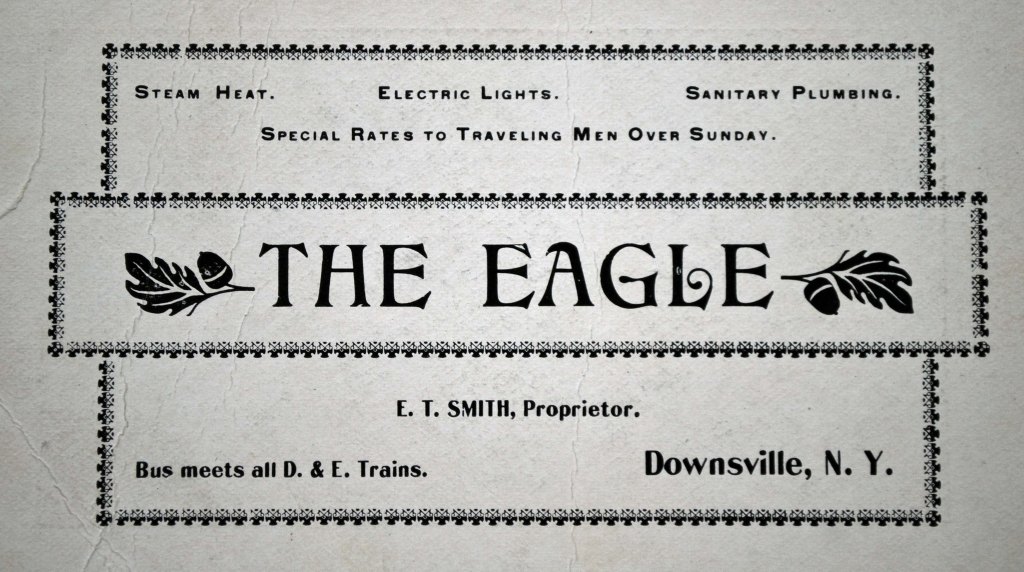 Steam Heat. Electric Lights. Sanitary Plumbing.
Special Rates to Traveling Men Over Sunday.
THE EAGLE
E. T. SMITH, Proprietor.
Bus meets all D. & E. Trains. Downsville, N. Y.